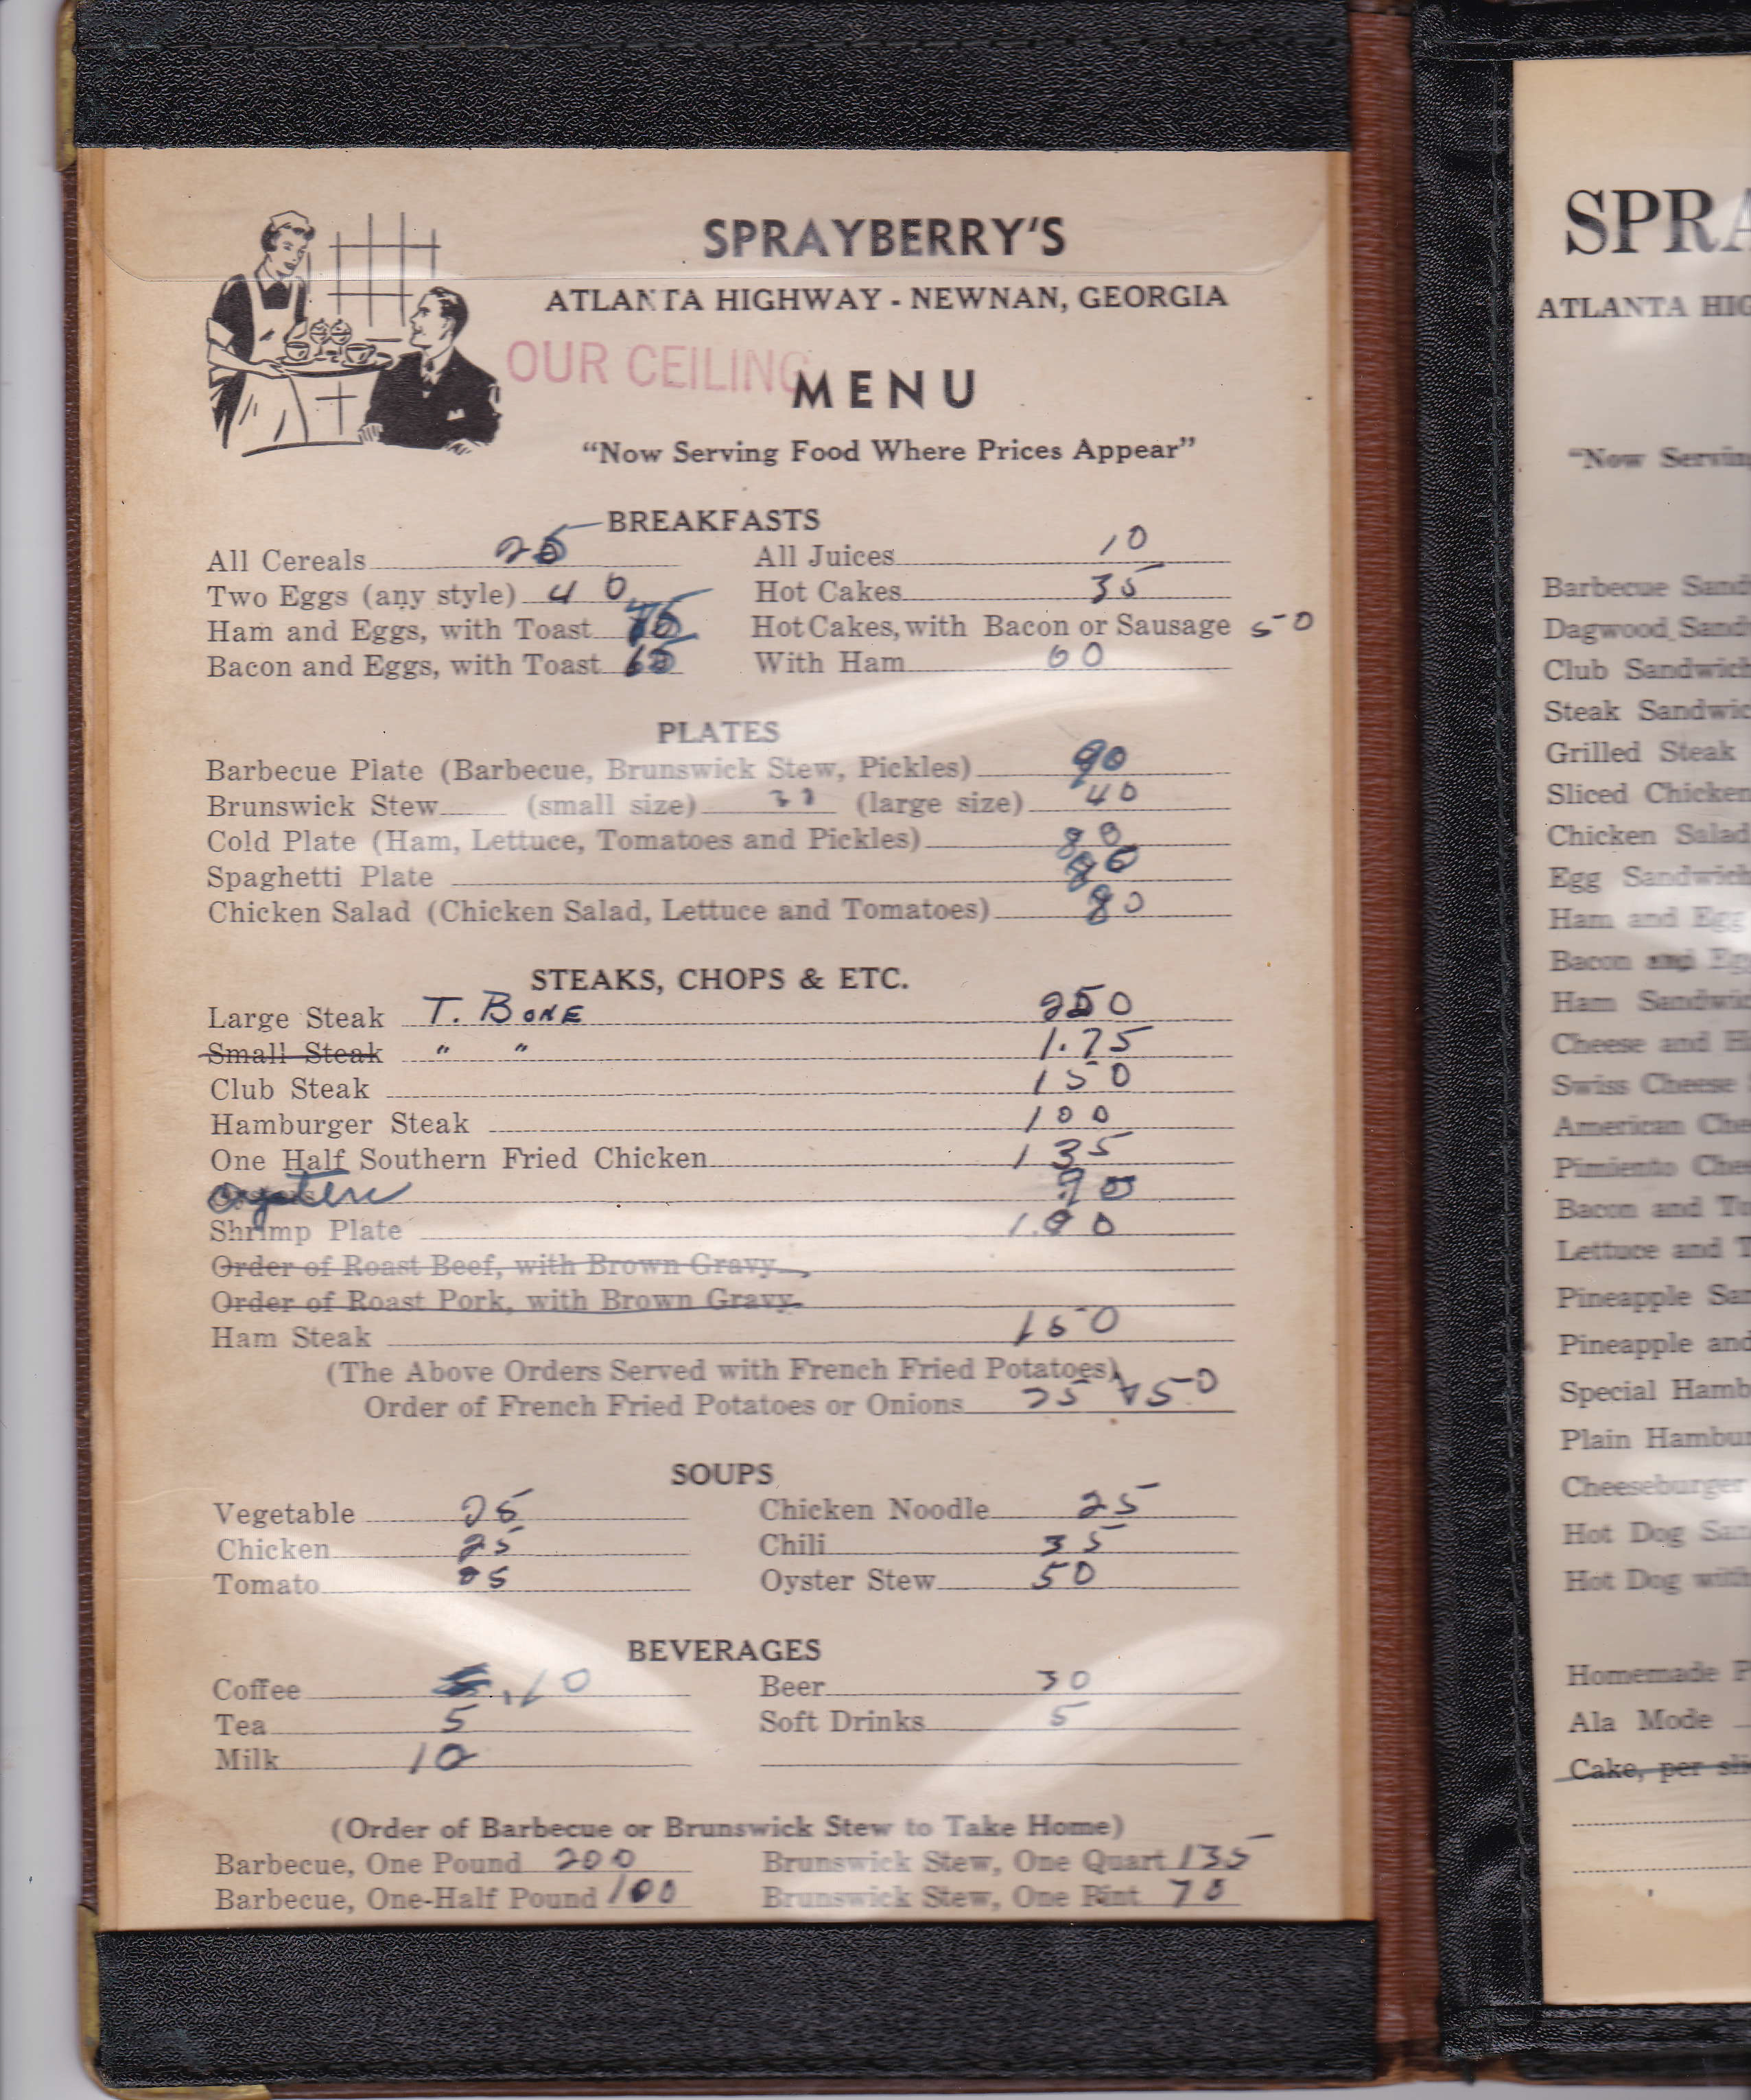 SPRAYBERRY'S
ATLANTA HIGHWAY - NEWNAN, GEORGIA
OUR CEILING
MENU
"Now Serving Food Where Prices Appear"
BREAKFASTS
All Cereals 25
All Juices 10
Two Eggs (any style) 40
Hot Cakes 35
Ham and Eggs, with Toast 75
Hot Cakes, with Bacon or Sausage 50
Bacon and Eggs, with Toast 65
With Ham 60
PLATES
Barbecue Plate (Barbecue, Brunswick Stew, Pickles) 90
Brunswick Stew (small size) (large size) 40
Cold Plate (Ham, Lettuce, Tomatoes and Pickles)
Spaghetti Plate
Chicken Salad (Chicken Salad, Lettuce and Tomatoes) 80
STEAKS, CHOPS & ETC.
Large Steak T. BONE 250
Small Steak " " 1.75
Club Steak 150
Hamburger Steak 100
One Half Southern Fried Chicken 135
Oysters 90
Shrimp Plate 1.00
Order of Roast Beef, with Brown Gravy
Order of Roast Pork, with Brown Gravy
Ham Steak 150
(The Above Orders Served with French Fried Potatoes)
Order of French Fried Potatoes or Onions 25 50
SOUPS
Vegetable 25
Chicken Noodle 25
Chicken 25
Chili 35
Tomato 25
Oyster Stew 50
BEVERAGES
Coffee .10
Beer 30
Tea 5
Soft Drinks 5
Milk 10
(Order of Barbecue or Brunswick Stew to Take Home)
Barbecue, One Pound 200
Brunswick Stew, One Quart 135
Barbecue, One-Half Pound 100
Brunswick Stew, One Pint 70
SPRA
ATLANTA HIG
"Now Servin
Barbecue Sand
Dagwood Sand
Club Sandwich
Steak Sandwic
Grilled Steak
Sliced Chicken
Chicken Salad
Egg Sandwich
Ham and Egg
Bacon and Eg
Ham Sandwic
Cheese and H
Swiss Cheese
American Che
Pimiento Chee
Bacon and To
Lettuce and T
Pineapple San
Pineapple and
Special Hamb
Plain Hambur
Cheeseburger
Hot Dog San
Hot Dog with
Homemade P
Ala Mode
Cake, per sli